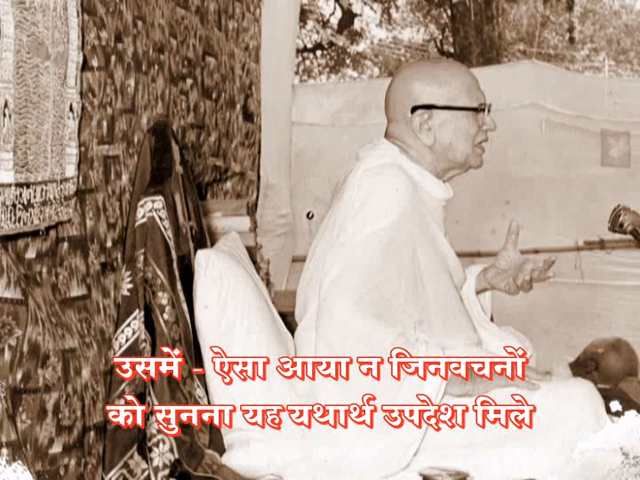 उसमें - ऐसा आया न जिनवचनों
को सुनना यह यथार्थ उपदेश मिले